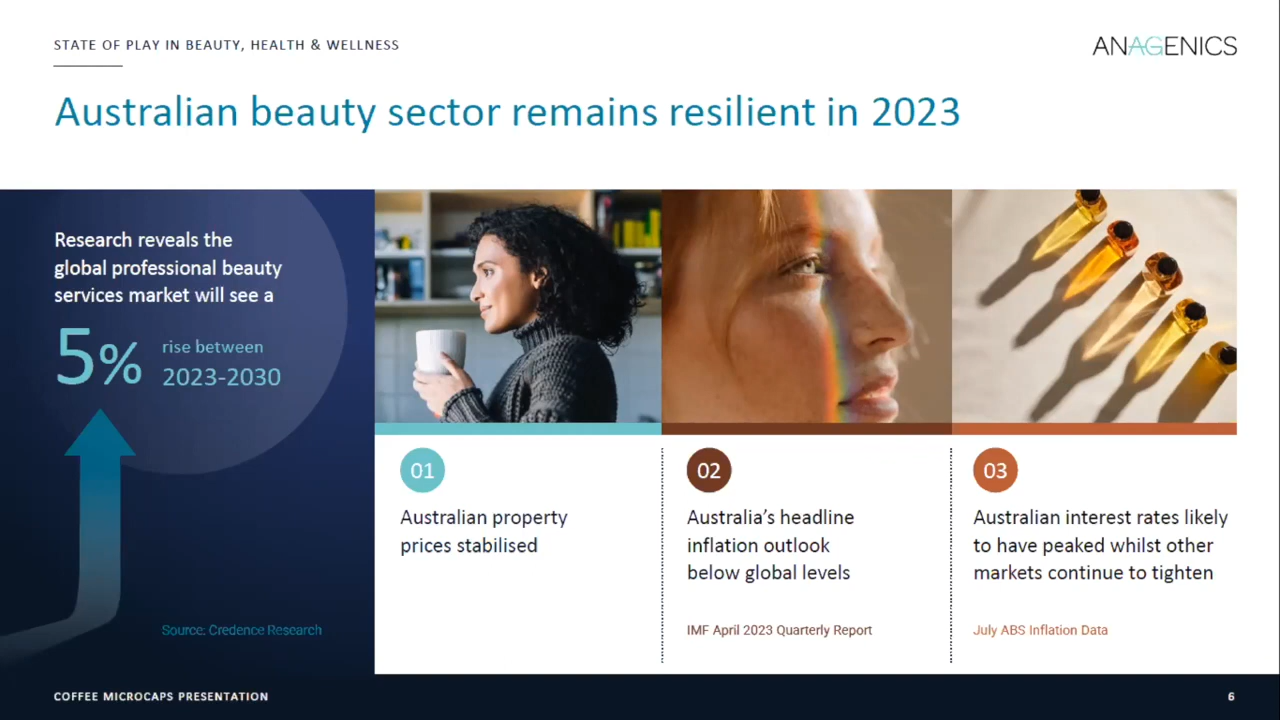 STATE OF PLAY IN BEAUTY, HEALTH & WELLNESS
ANAGENICS
Australian beauty sector remains resilient in 2023
Research reveals the
global professional beauty
services market will see a
5% rise between
2023-2030
Source: Credence Research
01
Australian property
prices stabilised
02
Australia’s headline
inflation outlook
below global levels
IMF April 2023 Quarterly Report
03
Australian interest rates likely
to have peaked whilst other
markets continue to tighten
July ABS Inflation Data
COFFEE MICROCAPS PRESENTATION
6